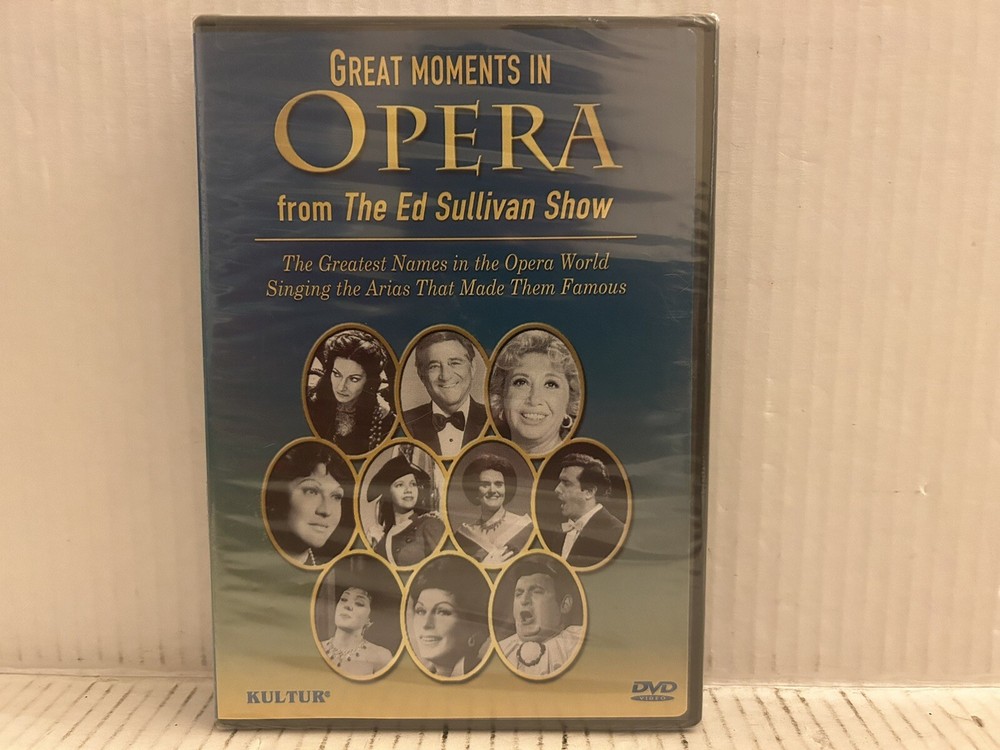 GREAT MOMENTS IN
OPERA
from The Ed Sullivan Show
The Greatest Names in the Opera World
Singing the Arias That Made Them Famous
KULTUR®
DVD
VIDEO